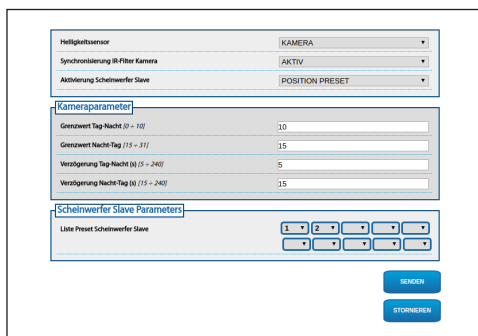 Helligkeitssensor KAMERA
Synchronisierung IR-Filter Kamera AKTIV
Aktivierung Scheinwerfer Slave POSITION PRESET
Kameraparameter
Grenzwert Tag-Nacht [0 ÷ 10] 10
Grenzwert Nacht-Tag [15 ÷ 31] 15
Verzögerung Tag-Nacht (s) [5 ÷ 240] 5
Verzögerung Nacht-Tag (s) [15 ÷ 240] 15
Scheinwerfer Slave Parameters
Liste Preset Scheinwerfer Slave 1 2
SENDEN
STORNIEREN